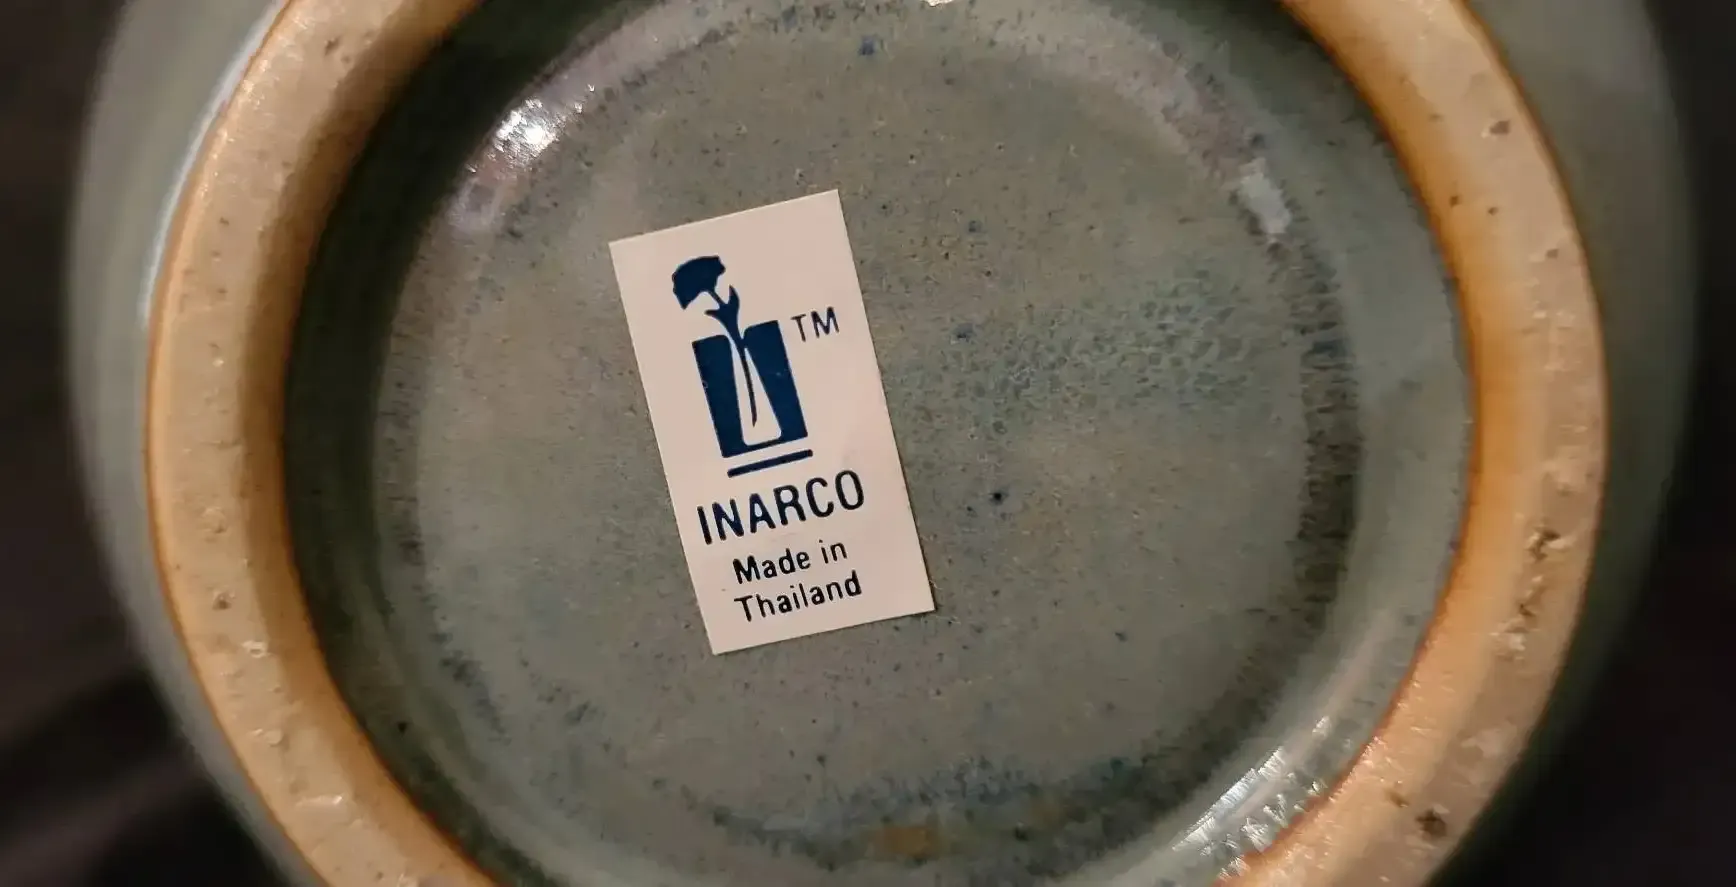 TM
INARCO
Made in
Thailand